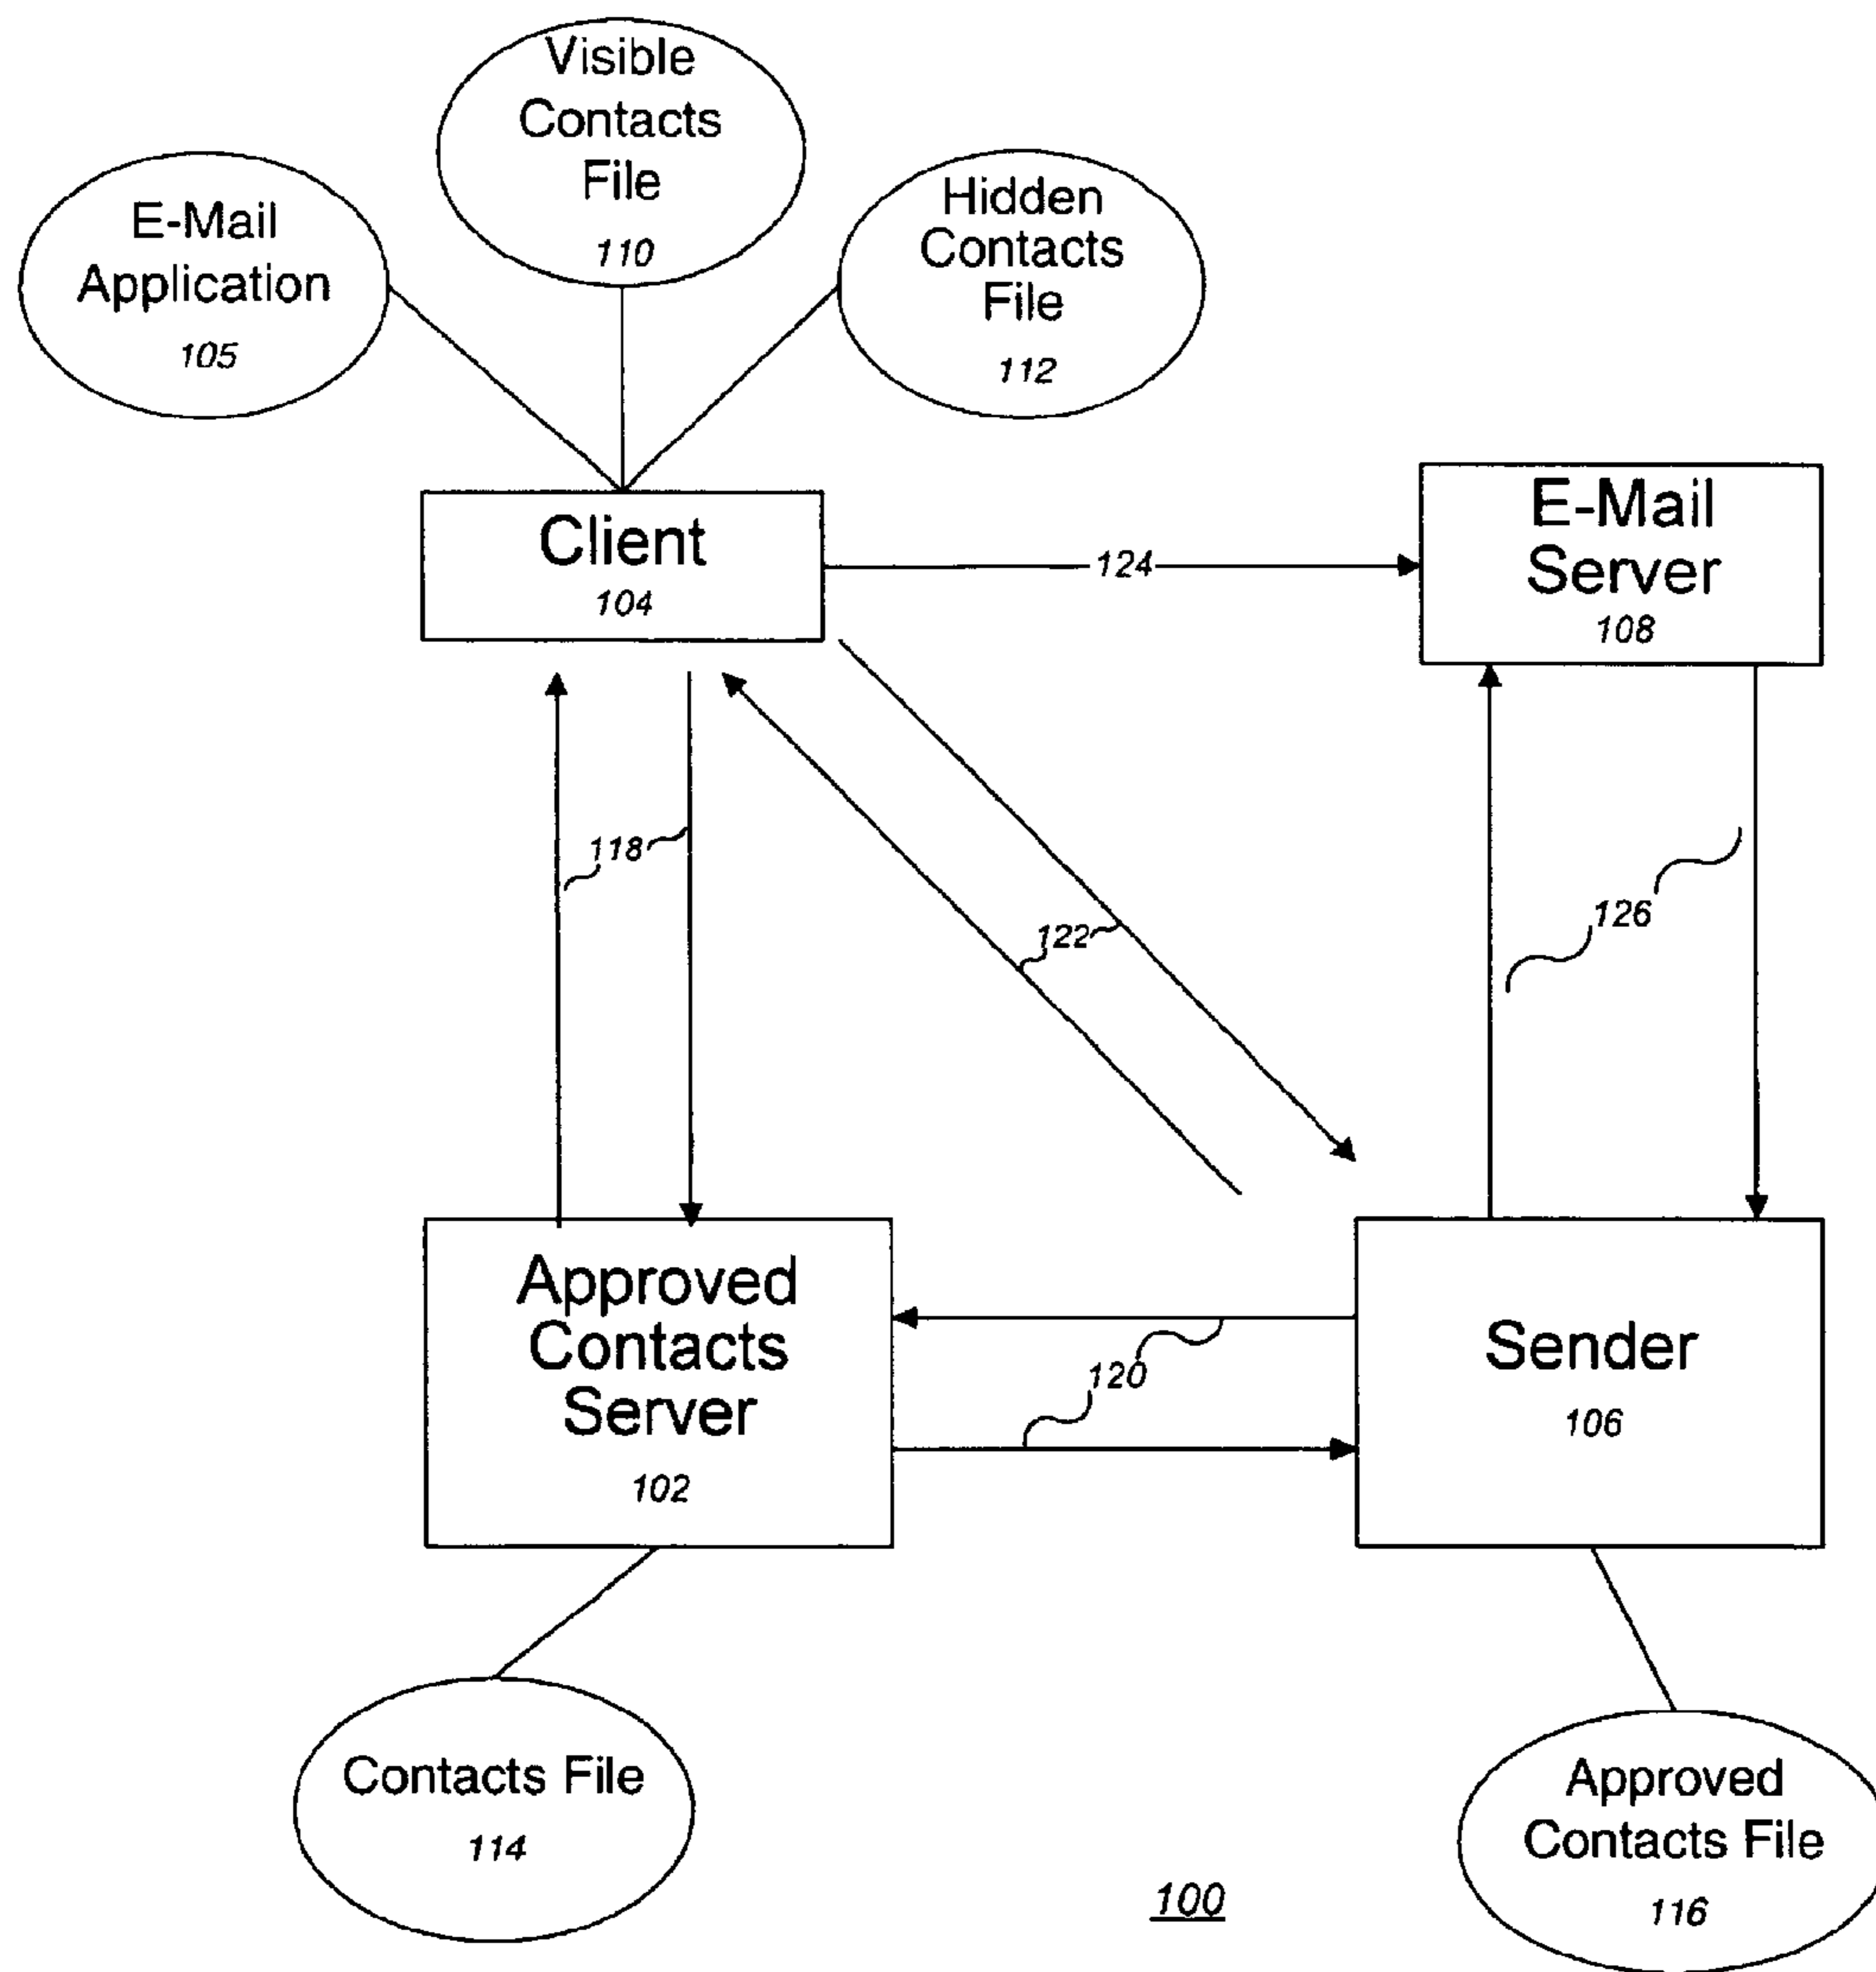 Visible
Contacts
File
110
E-Mail
Application
105
Hidden
Contacts
File
112
Client
104
124
E-Mail
Server
108
118
122
126
Approved
Contacts
Server
102
120
Sender
106
Contacts File
114
Approved
Contacts File
116
100